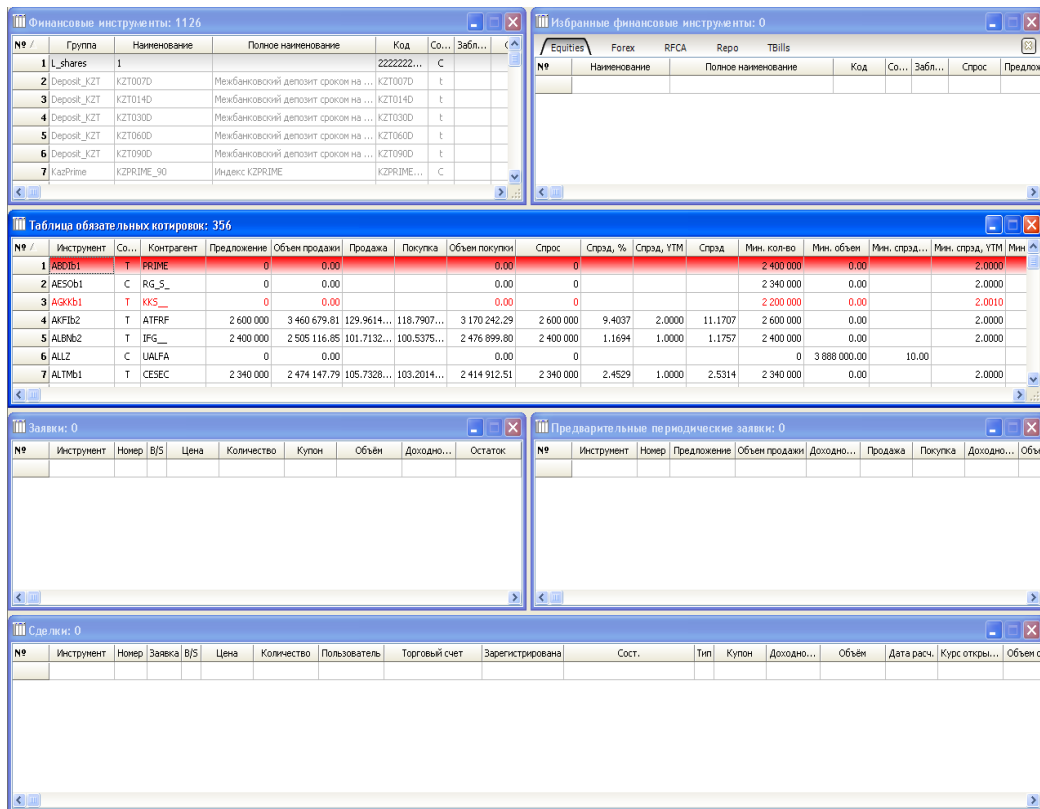 Финансовые инструменты: 1126
№ / Группа Наименование Полное наименование Код Со... Забл...
1 L_shares 1 2222222... C
2 Deposit_KZT KZT007D Межбанковский депозит сроком на ... KZT007D t
3 Deposit_KZT KZT014D Межбанковский депозит сроком на ... KZT014D t
4 Deposit_KZT KZT030D Межбанковский депозит сроком на ... KZT030D t
5 Deposit_KZT KZT060D Межбанковский депозит сроком на ... KZT060D t
6 Deposit_KZT KZT090D Межбанковский депозит сроком на ... KZT090D t
7 KazPrime KZPRIME_90 Индекс KZPRIME KZPRIME... C
Избранные финансовые инструменты: 0
Equities Forex RFCA Repo TBills
№ Наименование Полное наименование Код Со... Забл... Спрос Предлож
Таблица обязательных котировок: 356
№ / Инструмент Со... Контрагент Предложение Объем продажи Продажа Покупка Объем покупки Спрос Спрэд, % Спрэд, YTM Спрэд Мин. кол-во Мин. объем Мин. спрэд... Мин. спрэд, YTM Мин
1 ABDIb1 T PRIME 0 0.00 0.00 0 2 400 000 0.00 2.0000
2 AESOb1 C RG_S_ 0 0.00 0.00 0 2 340 000 0.00 2.0000
3 AGKKb1 T KKS__ 0 0.00 0.00 0 2 200 000 0.00 2.0010
4 AKFIb2 T ATFRF 2 600 000 3 460 679.81 129.9614... 118.7907... 3 170 242.29 2 600 000 9.4037 2.0000 11.1707 2 600 000 0.00 2.0000
5 ALBNb2 T IFG__ 2 400 000 2 505 116.85 101.7132... 100.5375... 2 476 899.80 2 400 000 1.1694 1.0000 1.1757 2 400 000 0.00 2.0000
6 ALLZ C UALFA 0 0.00 0.00 0 0 3 888 000.00 10.00
7 ALTMb1 T CESEC 2 340 000 2 474 147.79 105.7328... 103.2014... 2 414 912.51 2 340 000 2.4529 1.0000 2.5314 2 340 000 0.00 2.0000
Заявки: 0
№ Инструмент Номер B/S Цена Количество Купон Объём Доходно... Остаток
Предварительные периодические заявки: 0
№ Инструмент Номер Предложение Объем продажи Доходно... Продажа Покупка Доходно... Объе
Сделки: 0
№ Инструмент Номер Заявка B/S Цена Количество Пользователь Торговый счет Зарегистрирована Сост. Тип Купон Доходно... Объём Дата расч. Курс откры... Объем о